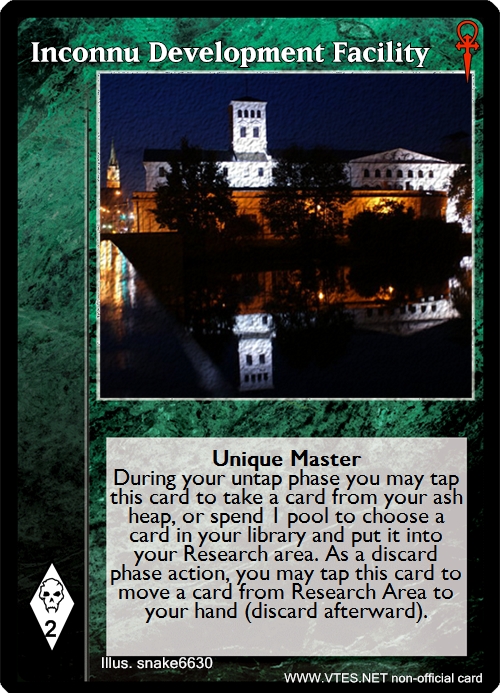 Inconnu Development Facility
Unique Master
During your untap phase you may tap
this card to take a card from your ash
heap, or spend 1 pool to choose a
card in your library and put it into
your Research area. As a discard
phase action, you may tap this card to
move a card from Research Area to
your hand (discard afterward).
2
Illus. snake6630
WWW.VTES.NET non-official card